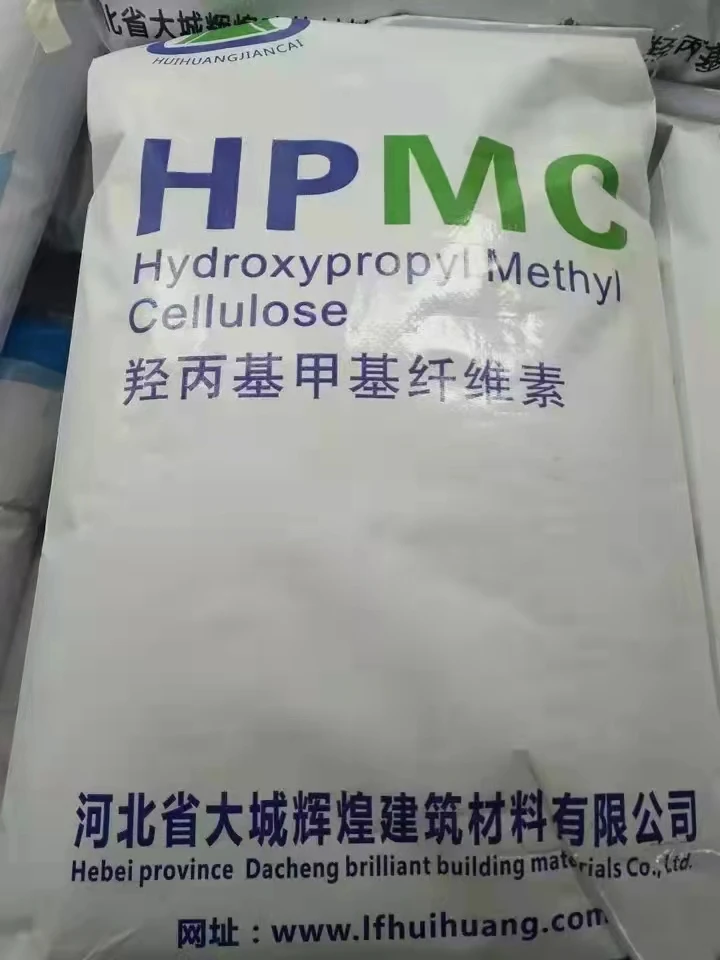 北省大城辉煌
羟丙基
HUIHUANGJIANCAI
HPMC
Hydroxypropyl Methyl
Cellulose
羟丙基甲基纤维素
河北省大城辉煌建筑材料有限公司
Hebei province Dacheng brilliant building materials Co., Ltd.
网址：www.lfhuihuang.com